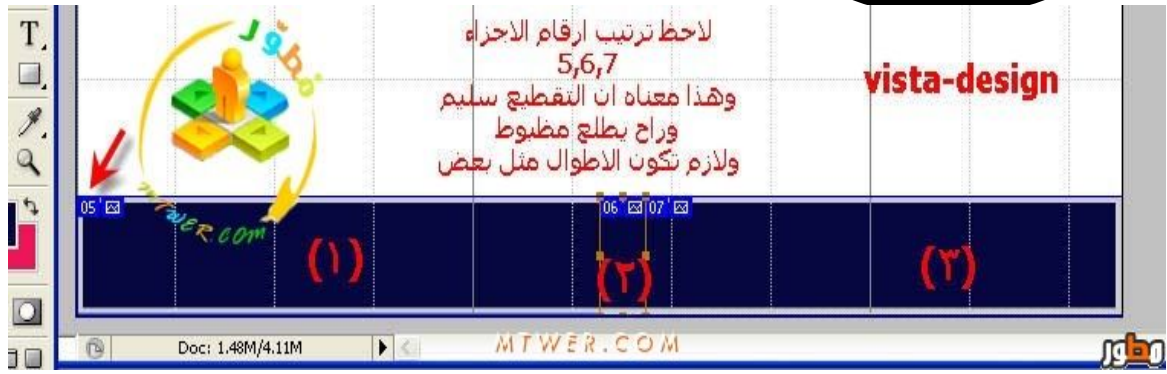 لاحظ ترتيب ارقام الاجزاء
5,6,7
وهذا معناه ان التقطيع سليم
وراح يطلع مظبوط
ولازم تكون الاطوال مثل بعض
vista-design
مطوّر
MTWER.COM
T
05
06
07
(١)
(٢)
(٣)
Doc: 1.48M/4.11M
MTWER.COM
مطور